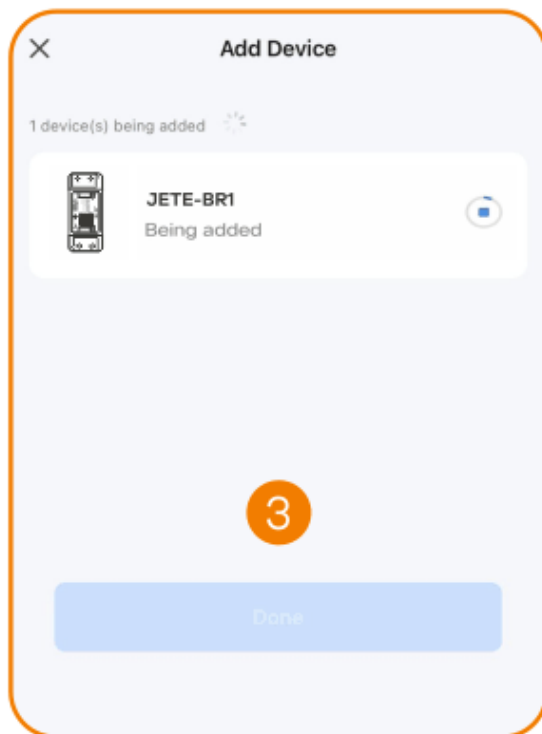 Add Device
1 device(s) being added
JETE-BR1
Being added
3
Done